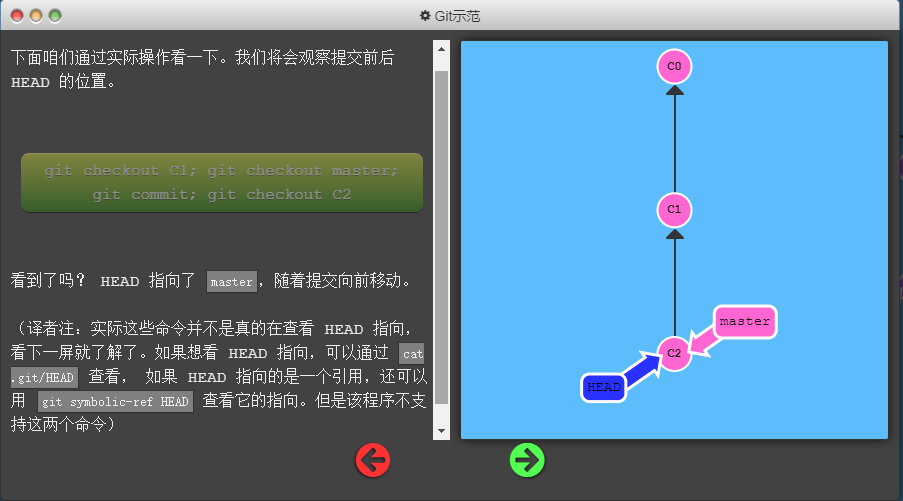 Git示范
下面咱们通过实际操作看一下。我们将会观察提交前后
HEAD 的位置。
git checkout C1; git checkout master;
git commit; git checkout C2
看到了吗? HEAD 指向了 master，随着提交向前移动。
（译者注：实际这些命令并不是真的在查看 HEAD 指向，
看下一屏就了解了。如果想看 HEAD 指向，可以通过 cat
.git/HEAD 查看， 如果 HEAD 指向的是一个引用，还可以
用 git symbolic-ref HEAD 查看它的指向。但是该程序不支
持这两个命令）
C0
C1
master
C2
HEAD